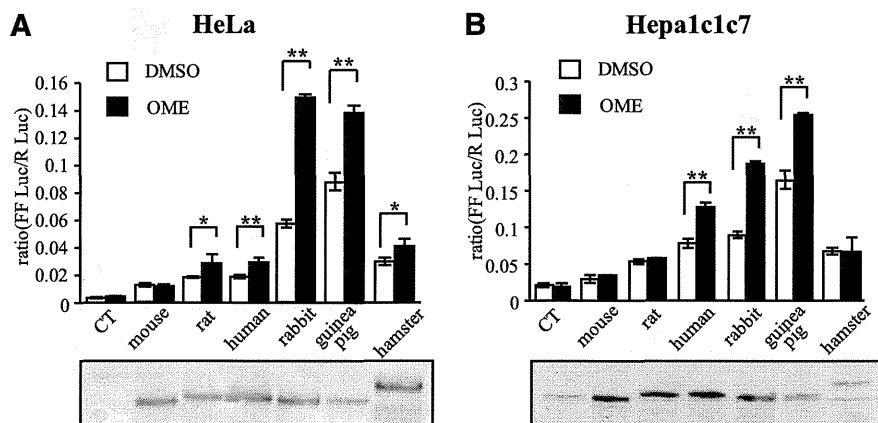 A
HeLa
DMSO
OME
ratio(FF Luc/R Luc)
0.16
0.14
0.12
0.10
0.08
0.06
0.04
0.02
0
**
**
*
**
*
CT
mouse
rat
human
rabbit
guinea
pig
hamster
B
Hepa1c1c7
DMSO
OME
ratio(FF Luc/R Luc)
0.3
0.25
0.2
0.15
0.1
0.05
0
**
**
**
CT
mouse
rat
human
rabbit
guinea
pig
hamster